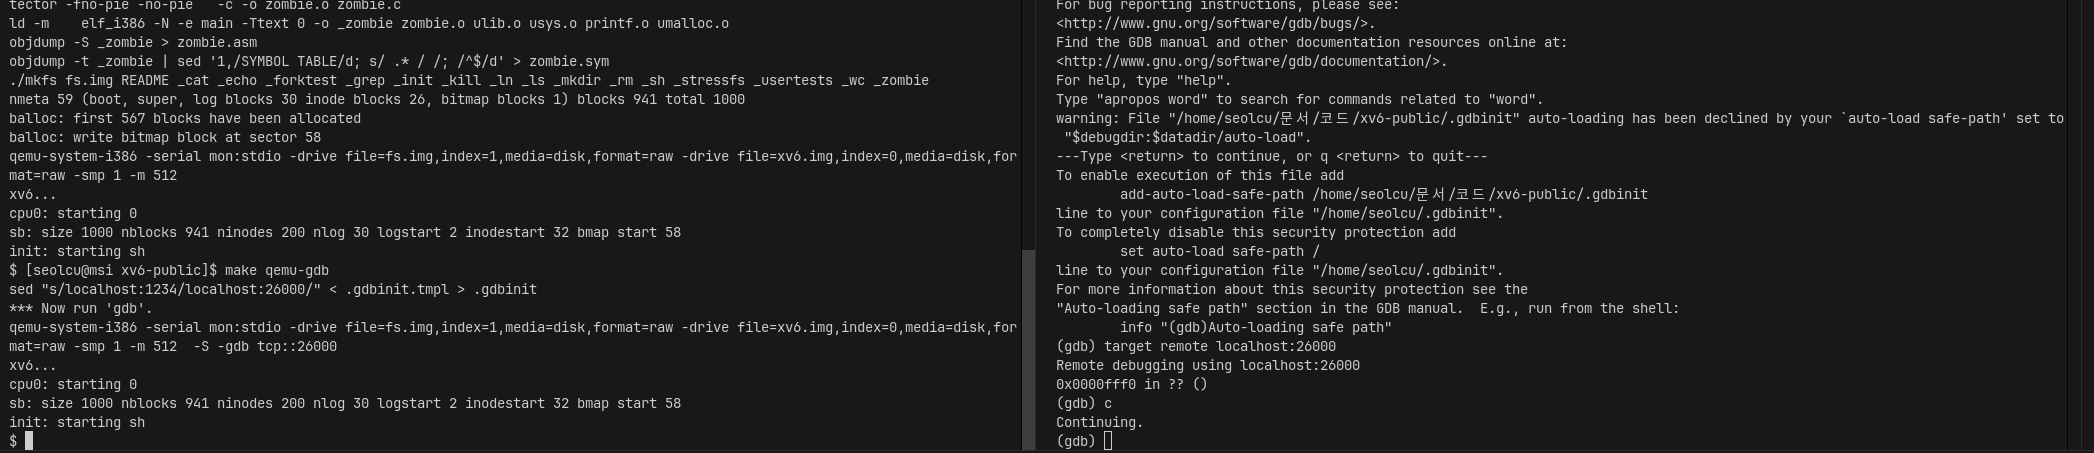 tector -fno-pie -no-pie   -c -o zombie.o zombie.c
ld -m    elf_i386 -N -e main -Ttext 0 -o _zombie zombie.o ulib.o usys.o printf.o umalloc.o
objdump -S _zombie > zombie.asm
objdump -t _zombie | sed '1,/SYMBOL TABLE/d; s/ .* / /; /^$/d' > zombie.sym
./mkfs fs.img README _cat _echo _forktest _grep _init _kill _ln _ls _mkdir _rm _sh _stressfs _usertests _wc _zombie
nmeta 59 (boot, super, log blocks 30 inode blocks 26, bitmap blocks 1) blocks 941 total 1000
balloc: first 567 blocks have been allocated
balloc: write bitmap block at sector 58
qemu-system-i386 -serial mon:stdio -drive file=fs.img,index=1,media=disk,format=raw -drive file=xv6.img,index=0,media=disk,for
mat=raw -smp 1 -m 512
xv6...
cpu0: starting 0
sb: size 1000 nblocks 941 ninodes 200 nlog 30 logstart 2 inodestart 32 bmap start 58
init: starting sh
$ [seolcu@msi xv6-public]$ make qemu-gdb
sed "s/localhost:1234/localhost:26000/" < .gdbinit.tmpl > .gdbinit
*** Now run 'gdb'.
qemu-system-i386 -serial mon:stdio -drive file=fs.img,index=1,media=disk,format=raw -drive file=xv6.img,index=0,media=disk,for
mat=raw -smp 1 -m 512  -S -gdb tcp::26000
xv6...
cpu0: starting 0
sb: size 1000 nblocks 941 ninodes 200 nlog 30 logstart 2 inodestart 32 bmap start 58
init: starting sh
$
For bug reporting instructions, please see:
<http://www.gnu.org/software/gdb/bugs/>.
Find the GDB manual and other documentation resources online at:
<http://www.gnu.org/software/gdb/documentation/>.
For help, type "help".
Type "apropos word" to search for commands related to "word".
warning: File "/home/seolcu/문서/코드/xv6-public/.gdbinit" auto-loading has been declined by your `auto-load safe-path' set to
 "$debugdir:$datadir/auto-load".
---Type <return> to continue, or q <return> to quit---
To enable execution of this file add
        add-auto-load-safe-path /home/seolcu/문서/코드/xv6-public/.gdbinit
line to your configuration file "/home/seolcu/.gdbinit".
To completely disable this security protection add
        set auto-load safe-path /
line to your configuration file "/home/seolcu/.gdbinit".
For more information about this security protection see the
"Auto-loading safe path" section in the GDB manual.  E.g., run from the shell:
        info "(gdb)Auto-loading safe path"
(gdb) target remote localhost:26000
Remote debugging using localhost:26000
0x0000fff0 in ?? ()
(gdb) c
Continuing.
(gdb)